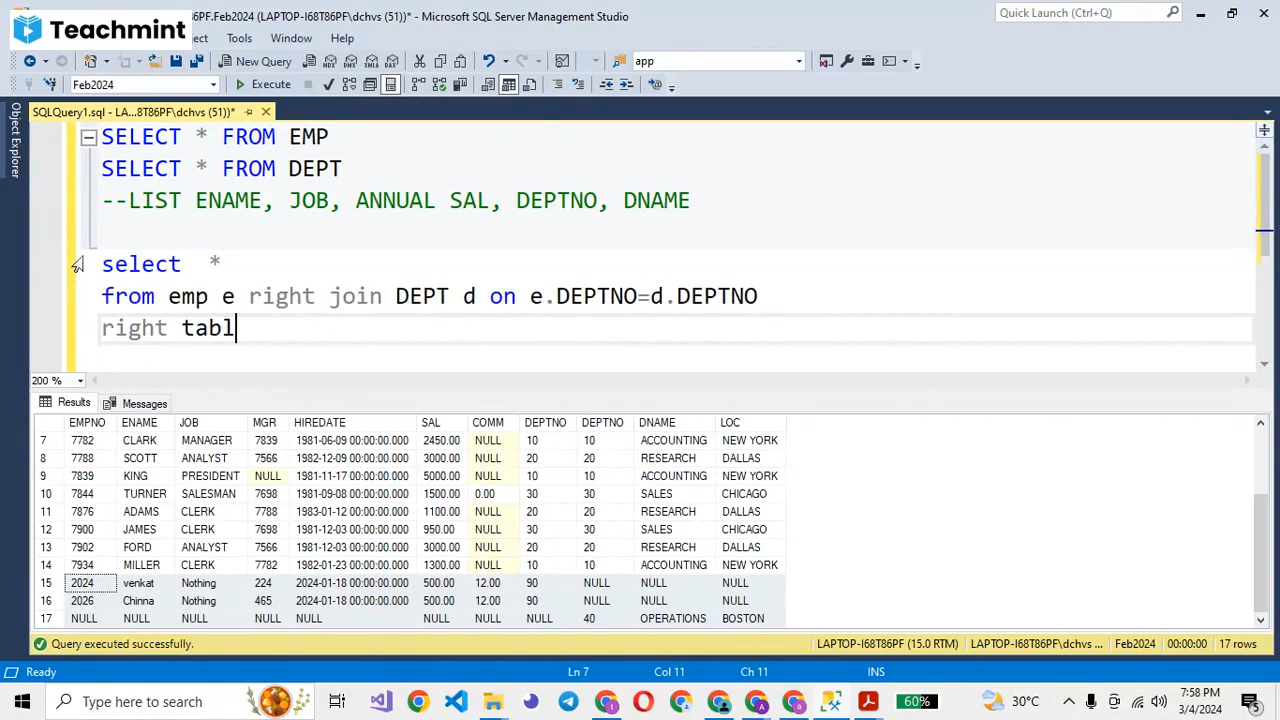 Teachmint
PF.Feb2024 (LAPTOP-I68T86PF\dchvs (51))* - Microsoft SQL Server Management Studio
Quick Launch (Ctrl+Q)
Tools Window Help
New Query
MDX DMX XMLA DAX
app
Feb2024
Execute
SQLQuery1.sql - LA...8T86PF\dchvs (51))*
Object Explorer
SELECT * FROM EMP
SELECT * FROM DEPT
--LIST ENAME, JOB, ANNUAL SAL, DEPTNO, DNAME
select *
from emp e right join DEPT d on e.DEPTNO=d.DEPTNO
right tabl
200 %
Results Messages
EMPNO ENAME JOB MGR HIREDATE SAL COMM DEPTNO DEPTNO DNAME LOC
7 7782 CLARK MANAGER 7839 1981-06-09 00:00:00.000 2450.00 NULL 10 10 ACCOUNTING NEW YORK
8 7788 SCOTT ANALYST 7566 1982-12-09 00:00:00.000 3000.00 NULL 20 20 RESEARCH DALLAS
9 7839 KING PRESIDENT NULL 1981-11-17 00:00:00.000 5000.00 NULL 10 10 ACCOUNTING NEW YORK
10 7844 TURNER SALESMAN 7698 1981-09-08 00:00:00.000 1500.00 0.00 30 30 SALES CHICAGO
11 7876 ADAMS CLERK 7788 1983-01-12 00:00:00.000 1100.00 NULL 20 20 RESEARCH DALLAS
12 7900 JAMES CLERK 7698 1981-12-03 00:00:00.000 950.00 NULL 30 30 SALES CHICAGO
13 7902 FORD ANALYST 7566 1981-12-03 00:00:00.000 3000.00 NULL 20 20 RESEARCH DALLAS
14 7934 MILLER CLERK 7782 1982-01-23 00:00:00.000 1300.00 NULL 10 10 ACCOUNTING NEW YORK
15 2024 venkat Nothing 224 2024-01-18 00:00:00.000 500.00 12.00 90 NULL NULL NULL
16 2026 Chinna Nothing 465 2024-01-18 00:00:00.000 500.00 12.00 90 NULL NULL NULL
17 NULL NULL NULL NULL NULL NULL NULL NULL 40 OPERATIONS BOSTON
Query executed successfully.
LAPTOP-I68T86PF (15.0 RTM) LAPTOP-I68T86PF\dchvs ... Feb2024 00:00:00 17 rows
Ready Ln 7 Col 11 Ch 11 INS
Type here to search
60%
30°C
7:58 PM
3/4/2024
5